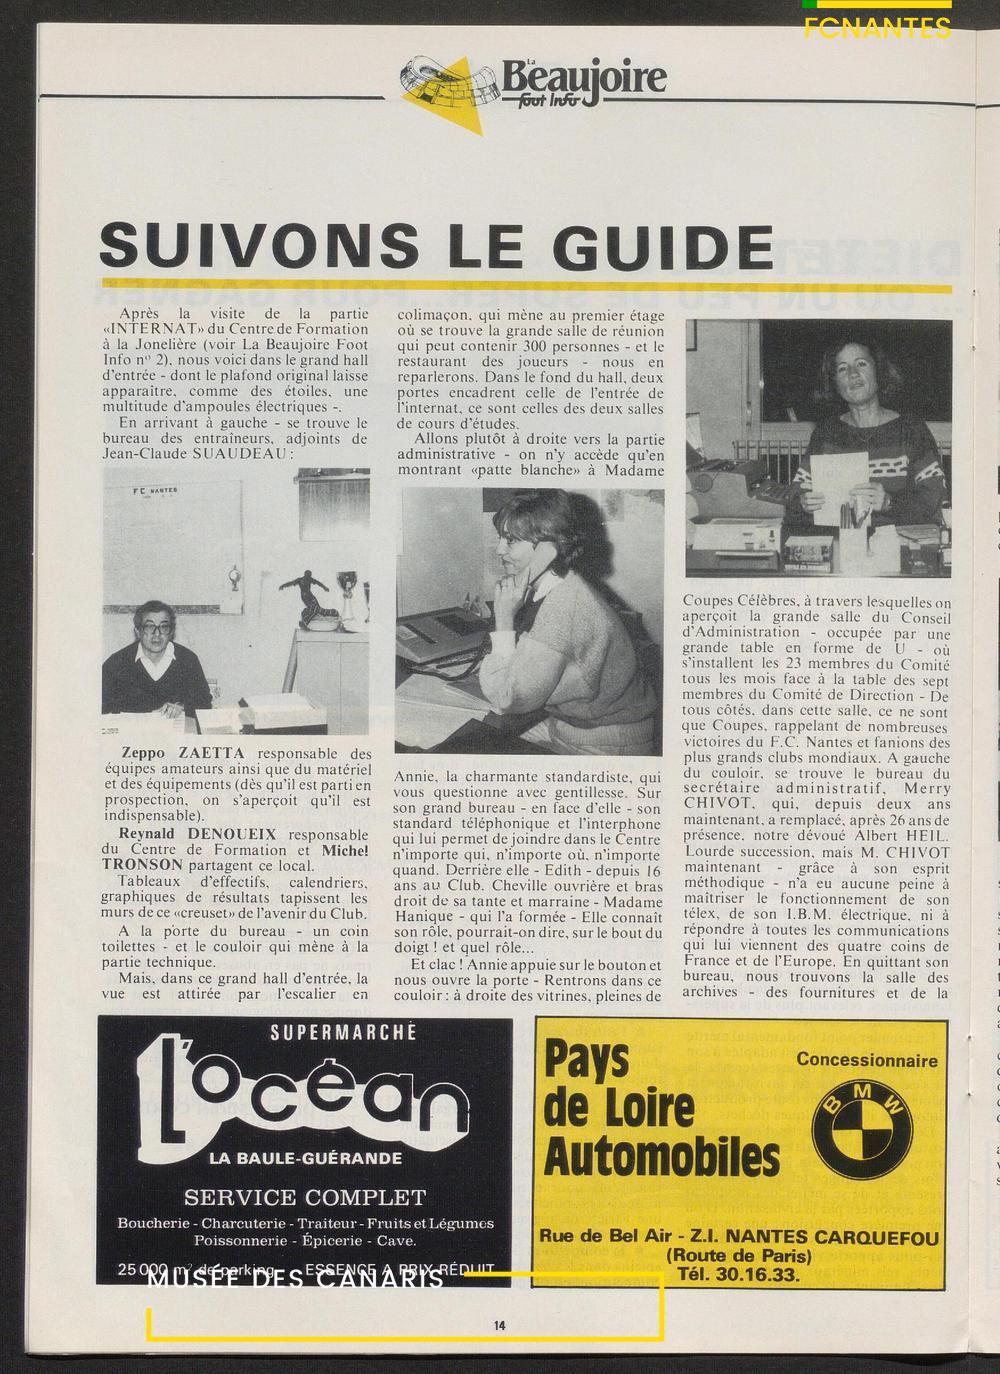 FCNANTES
La
Beaujoire
foot Info
SUIVONS LE GUIDE
Après la visite de la partie
«INTERNAT» du Centre de Formation
à la Jonelière (voir La Beaujoire Foot
Info nº 2), nous voici dans le grand hall
d'entrée - dont le plafond original laisse
apparaître, comme des étoiles, une
multitude d'ampoules électriques -.
En arrivant à gauche - se trouve le
bureau des entraîneurs, adjoints de
Jean-Claude SUAUDEAU :
FC NANTES
Zeppo ZAETTA responsable des
équipes amateurs ainsi que du matériel
et des équipements (dès qu'il est parti en
prospection, on s'aperçoit qu'il est
indispensable).
Reynald DENOUEIX responsable
du Centre de Formation et Michel
TRONSON partagent ce local.
Tableaux d'effectifs, calendriers,
graphiques de résultats tapissent les
murs de ce «creuset» de l'avenir du Club.
A la porte du bureau - un coin
toilettes - et le couloir qui mène à la
partie technique.
Mais, dans ce grand hall d'entrée, la
vue est attirée par l'escalier en
colimaçon, qui mène au premier étage
où se trouve la grande salle de réunion
qui peut contenir 300 personnes - et le
restaurant des joueurs - nous en
reparlerons. Dans le fond du hall, deux
portes encadrent celle de l'entrée de
l'internat, ce sont celles des deux salles
de cours d'études.
Allons plutôt à droite vers la partie
administrative - on n'y accède qu'en
montrant «patte blanche» à Madame
Annie, la charmante standardiste, qui
vous questionne avec gentillesse. Sur
son grand bureau - en face d'elle - son
standard téléphonique et l'interphone
qui lui permet de joindre dans le Centre
n'importe qui, n'importe où, n'importe
quand. Derrière elle - Edith - depuis 16
ans au Club. Cheville ouvrière et bras
droit de sa tante et marraine - Madame
Hanique - qui l'a formée - Elle connaît
son rôle, pourrait-on dire, sur le bout du
doigt ! et quel rôle...
Et clac ! Annie appuie sur le bouton et
nous ouvre la porte - Rentrons dans ce
couloir : à droite des vitrines, pleines de
Coupes Célèbres, à travers lesquelles on
aperçoit la grande salle du Conseil
d'Administration - occupée par une
grande table en forme de U - où
s'installent les 23 membres du Comité
tous les mois face à la table des sept
membres du Comité de Direction - De
tous côtés, dans cette salle, ce ne sont
que Coupes, rappelant de nombreuses
victoires du F.C. Nantes et fanions des
plus grands clubs mondiaux. A gauche
du couloir, se trouve le bureau du
secrétaire administratif, Merry
CHIVOT, qui, depuis deux ans
maintenant, a remplacé, après 26 ans de
présence, notre dévoué Albert HEIL.
Lourde succession, mais M. CHIVOT
maintenant - grâce à son esprit
méthodique - n'a eu aucune peine à
maîtriser le fonctionnement de son
télex, de son I.B.M. électrique, ni à
répondre à toutes les communications
qui lui viennent des quatre coins de
France et de l'Europe. En quittant son
bureau, nous trouvons la salle des
archives - des fournitures et de la
SUPERMARCHÉ
L'océan
LA BAULE-GUÉRANDE
SERVICE COMPLET
Boucherie - Charcuterie - Traiteur - Fruits et Légumes
Poissonnerie - Épicerie - Cave.
25 000 m² de parking - ESSENCE A PRIX RÉDUIT
Pays
de Loire
Automobiles
Concessionnaire
BMW
Rue de Bel Air - Z.I. NANTES CARQUEFOU
(Route de Paris)
Tél. 30.16.33.
MUSÉE DES CANARIS
14